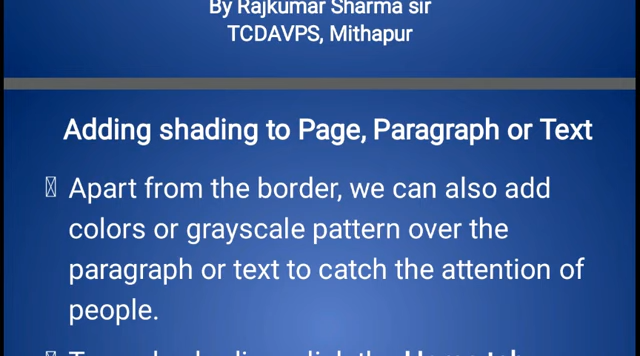 By Rajkumar Sharma sir
TCDAVPS, Mithapur
Adding shading to Page, Paragraph or Text
Apart from the border, we can also add
colors or grayscale pattern over the
paragraph or text to catch the attention of
people.